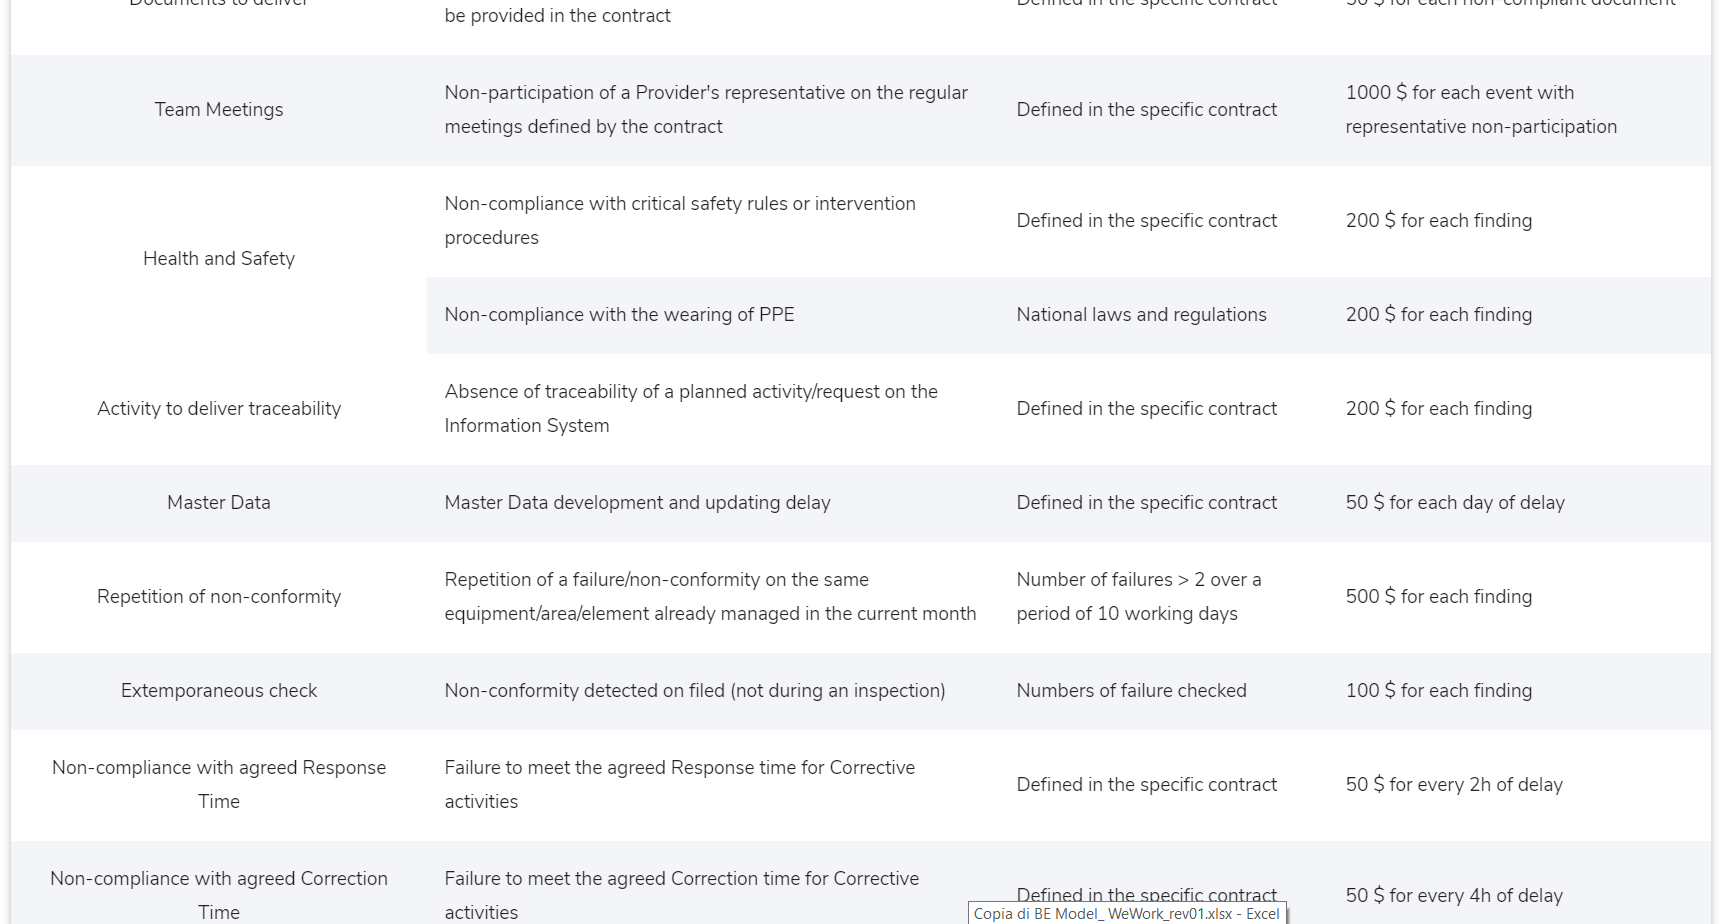 Documents to deliver
be provided in the contract
Defined in the specific contract
50 $ for each non-compliant document
Team Meetings
Non-participation of a Provider's representative on the regular
meetings defined by the contract
Defined in the specific contract
1000 $ for each event with
representative non-participation
Health and Safety
Non-compliance with critical safety rules or intervention
procedures
Defined in the specific contract
200 $ for each finding
Non-compliance with the wearing of PPE
National laws and regulations
200 $ for each finding
Activity to deliver traceability
Absence of traceability of a planned activity/request on the
Information System
Defined in the specific contract
200 $ for each finding
Master Data
Master Data development and updating delay
Defined in the specific contract
50 $ for each day of delay
Repetition of non-conformity
Repetition of a failure/non-conformity on the same
equipment/area/element already managed in the current month
Number of failures > 2 over a
period of 10 working days
500 $ for each finding
Extemporaneous check
Non-conformity detected on filed (not during an inspection)
Numbers of failure checked
100 $ for each finding
Non-compliance with agreed Response
Time
Failure to meet the agreed Response time for Corrective
activities
Defined in the specific contract
50 $ for every 2h of delay
Non-compliance with agreed Correction
Time
Failure to meet the agreed Correction time for Corrective
activities
Defined in the specific contract
50 $ for every 4h of delay
Copia di BE Model_ WeWork_rev01.xlsx - Excel